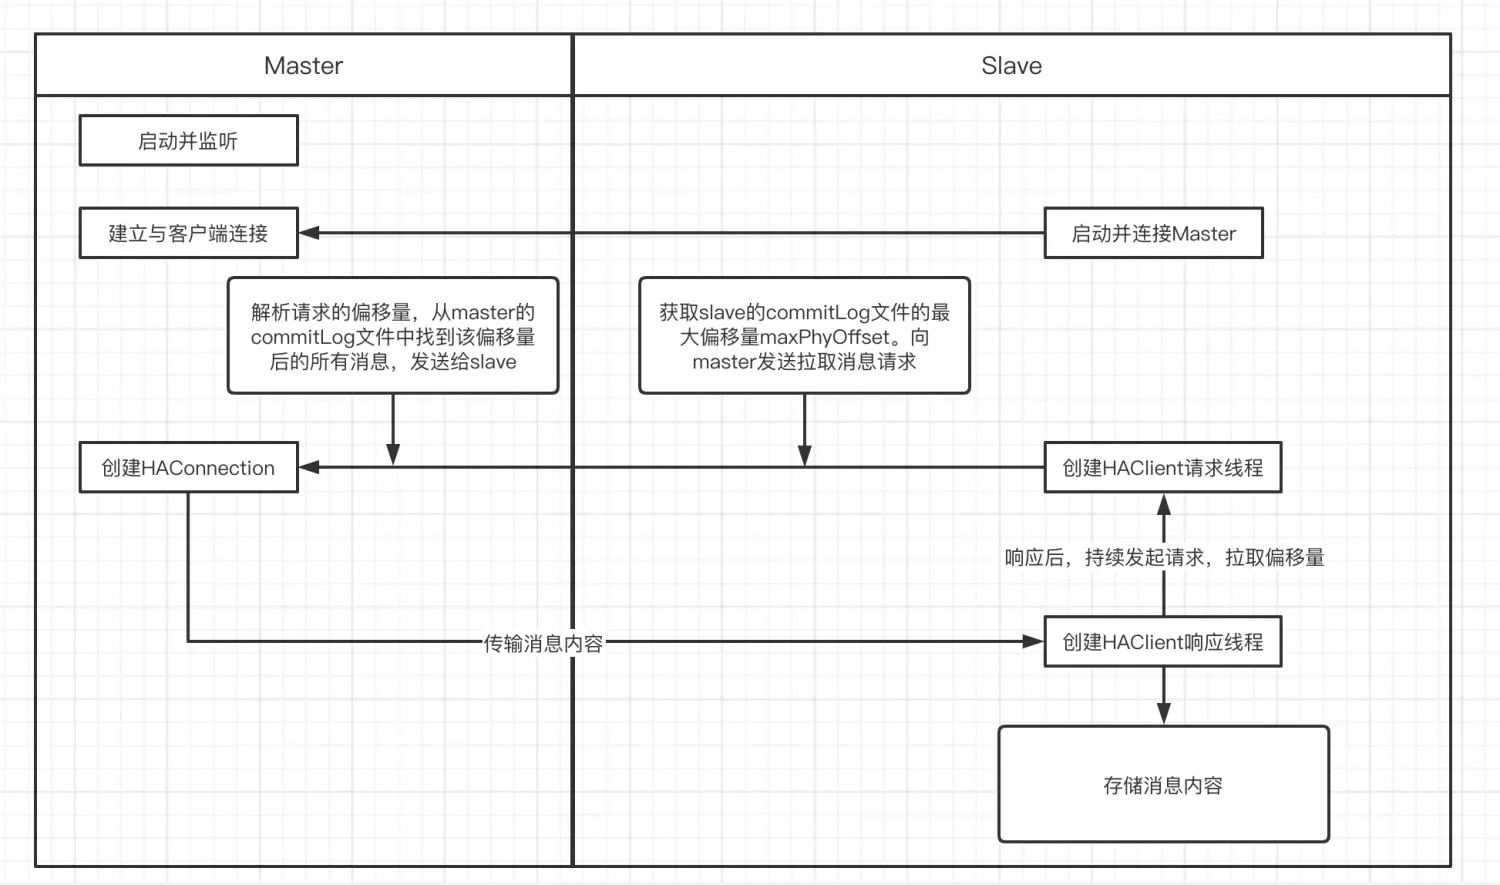 Master
Slave
启动并监听
建立与客户端连接
启动并连接Master
解析请求的偏移量，从master的
commitLog文件中找到该偏移量
后的所有消息，发送给slave
获取slave的commitLog文件的最
大偏移量maxPhyOffset。向
master发送拉取消息请求
创建HAConnection
创建HAClient请求线程
响应后，持续发起请求，拉取偏移量
传输消息内容
创建HAClient响应线程
存储消息内容